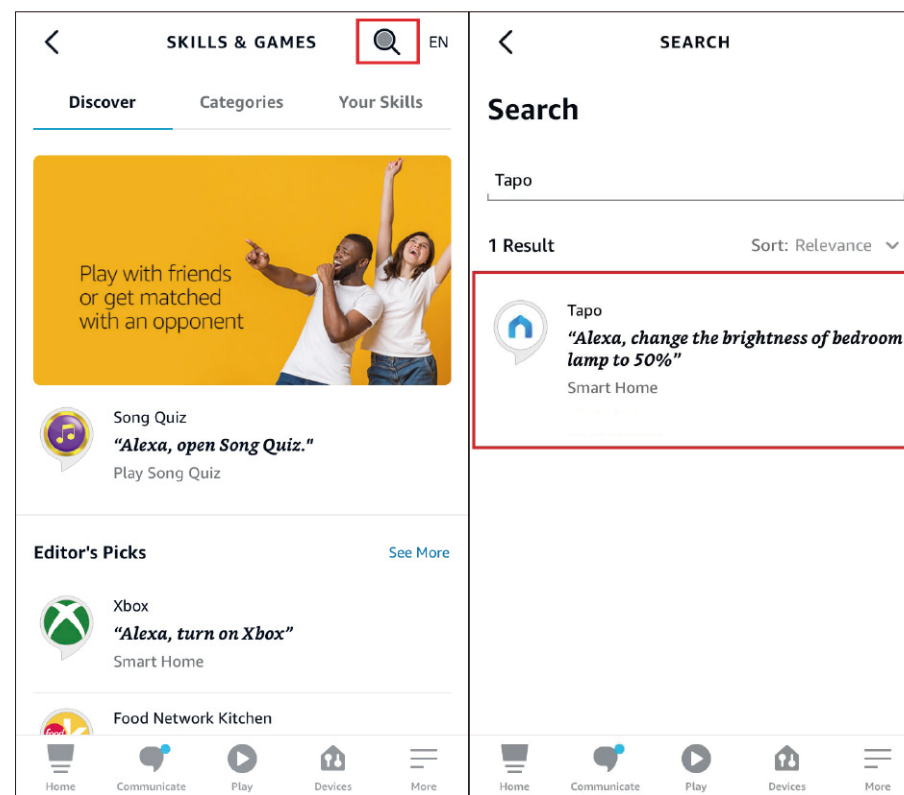 SKILLS & GAMES
EN
Discover
Categories
Your Skills
Play with friends
or get matched
with an opponent
Song Quiz
“Alexa, open Song Quiz."
Play Song Quiz
Editor's Picks
See More
Xbox
“Alexa, turn on Xbox”
Smart Home
Food Network Kitchen
food
k
Home
Communicate
Play
Devices
More
SEARCH
Search
Tapo
1 Result
Sort: Relevance
Tapo
“Alexa, change the brightness of bedroom
lamp to 50%”
Smart Home
Home
Communicate
Play
Devices
More